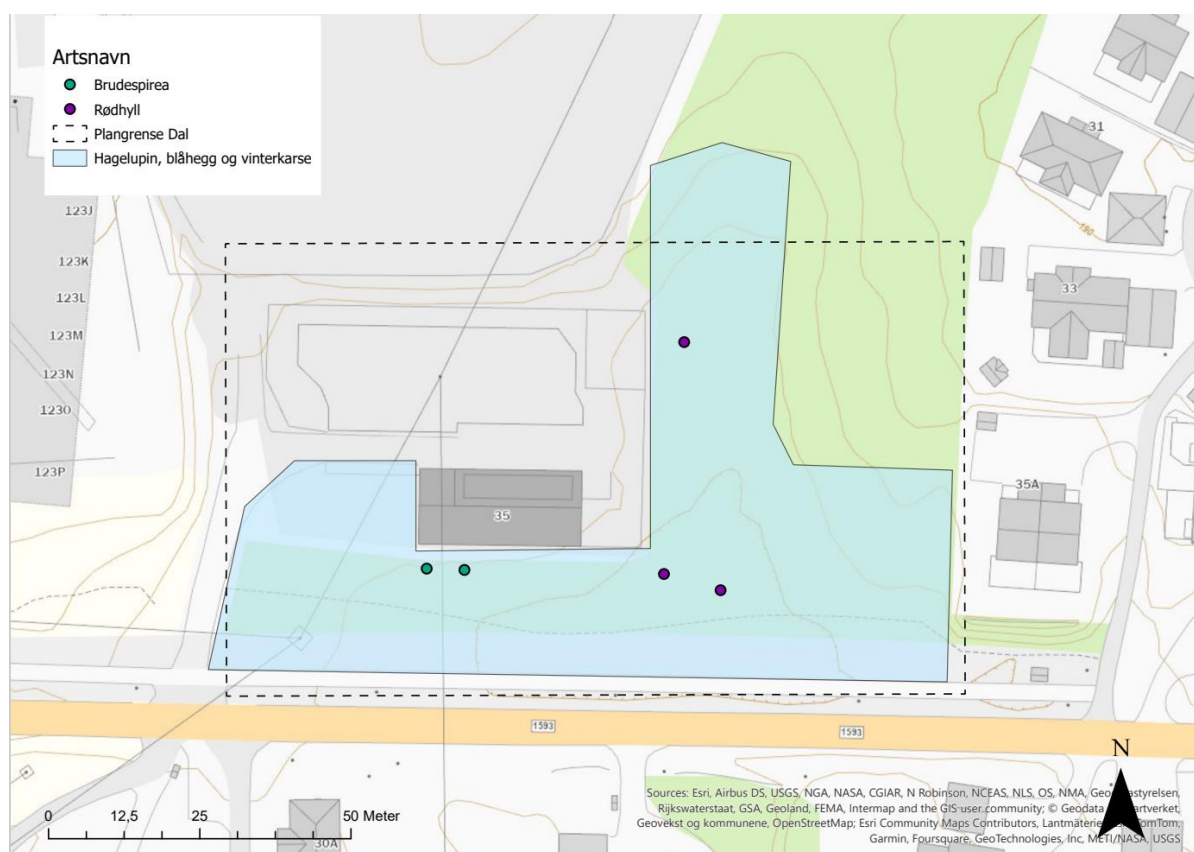 Artsnavn
Brudespirea
Rødhyll
Plangrense Dal
Hagelupin, blåhegg og vinterkarse
123J
123K
123L
123M
123N
123O
123P
31
190
33
35A
35
1593
1593
N
Sources: Esri, Airbus DS, USGS, NGA, NASA, CGIAR, N Robinson, NCEAS, NLS, OS, NMA,
Rijkswaterstaat, GSA, Geoland, FEMA, Intermap and the GIS user community; © Geodata
Geovekst og kommunene, OpenStreetMap; Esri Community Maps Contributors,
Garmin, Foursquare, GeoTechnologies, Inc, METI/NASA, USGS
0 12,5 25 50 Meter
30A